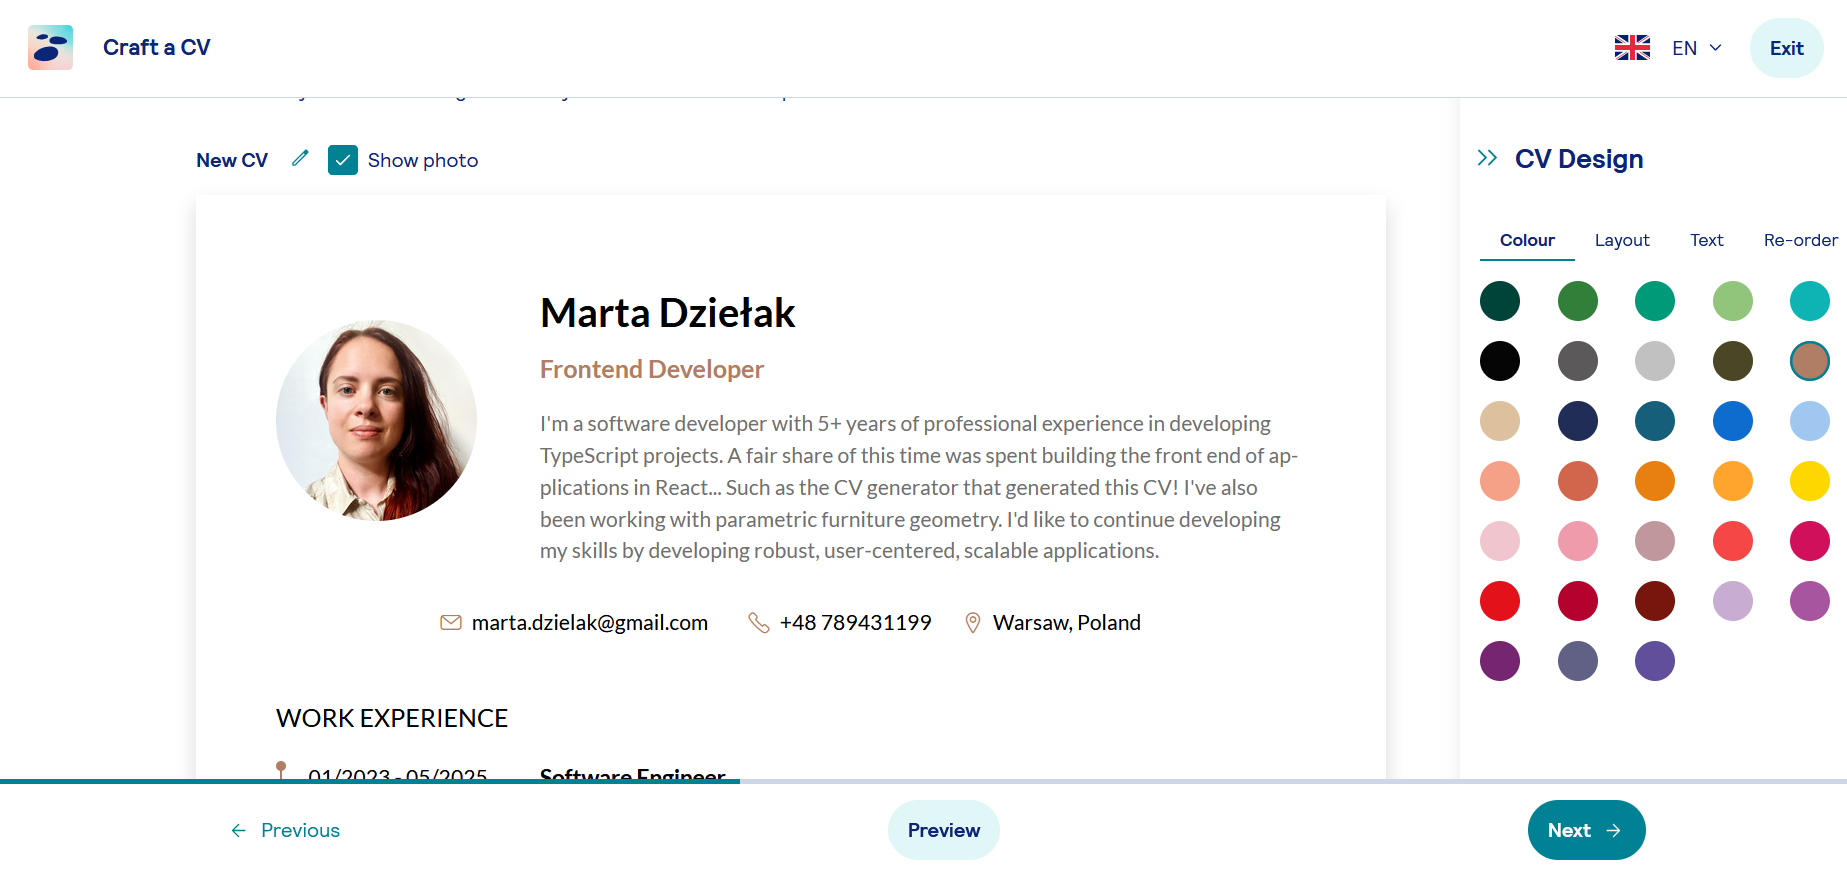 Craft a CV
EN
Exit
New CV
Show photo
CV Design
Colour
Layout
Text
Re-order
Marta Dziełak
Frontend Developer
I'm a software developer with 5+ years of professional experience in developing
TypeScript projects. A fair share of this time was spent building the front end of ap-
plications in React... Such as the CV generator that generated this CV! I've also
been working with parametric furniture geometry. I'd like to continue developing
my skills by developing robust, user-centered, scalable applications.
marta.dzielak@gmail.com
+48 789431199
Warsaw, Poland
WORK EXPERIENCE
01/2023 - 05/2025
Software Engineer
Previous
Preview
Next